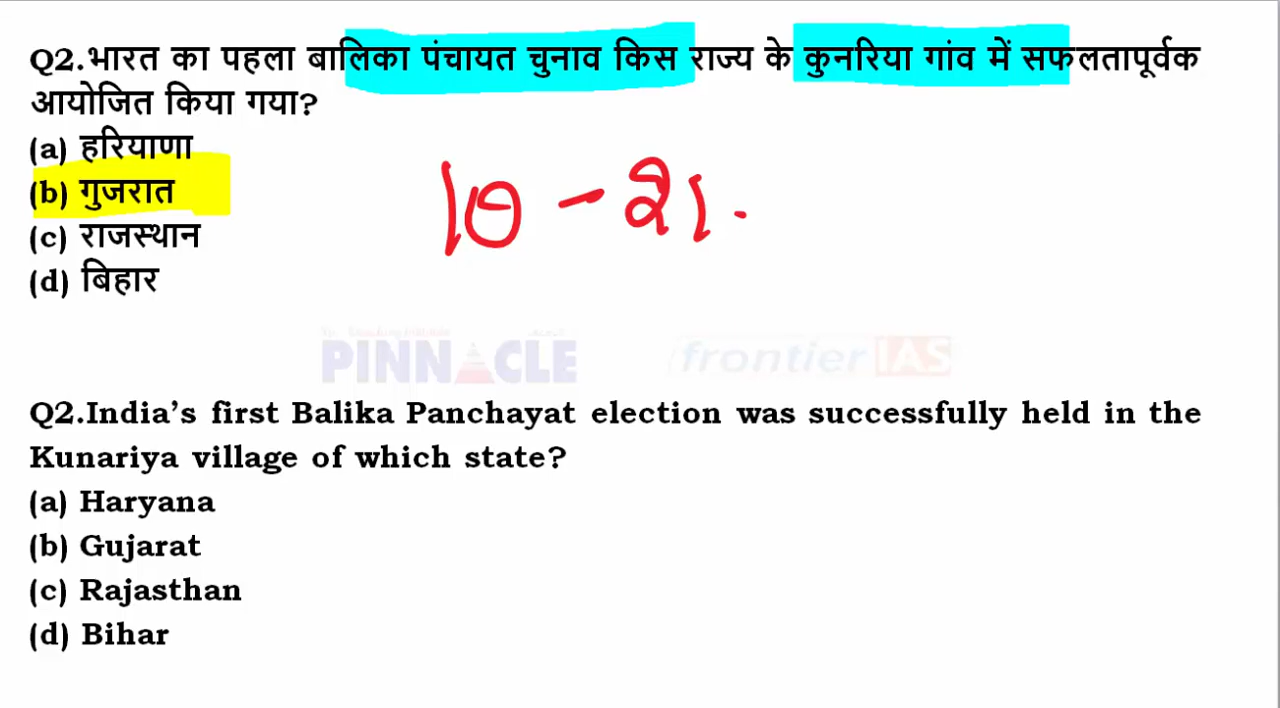 Q2.भारत का पहला बालिका पंचायत चुनाव किस राज्य के कुनरिया गांव में सफलतापूर्वक
आयोजित किया गया?
(a) हरियाणा
(b) गुजरात
(c) राजस्थान
(d) बिहार
10 - 21.
PINNACLE
frontier IAS
Q2.India's first Balika Panchayat election was successfully held in the
Kunariya village of which state?
(a) Haryana
(b) Gujarat
(c) Rajasthan
(d) Bihar